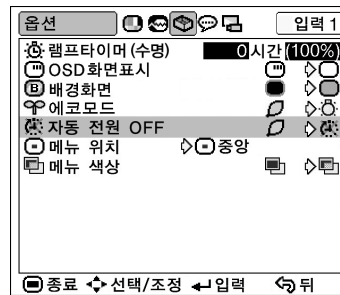 옵션 입력 1
램프타이머(수명) 0 시간(100%)
OSD화면표시
B 배경화면
에코모드
자동 전원 OFF
메뉴 위치 중앙
메뉴 색상
종료 선택/조정 입력 뒤